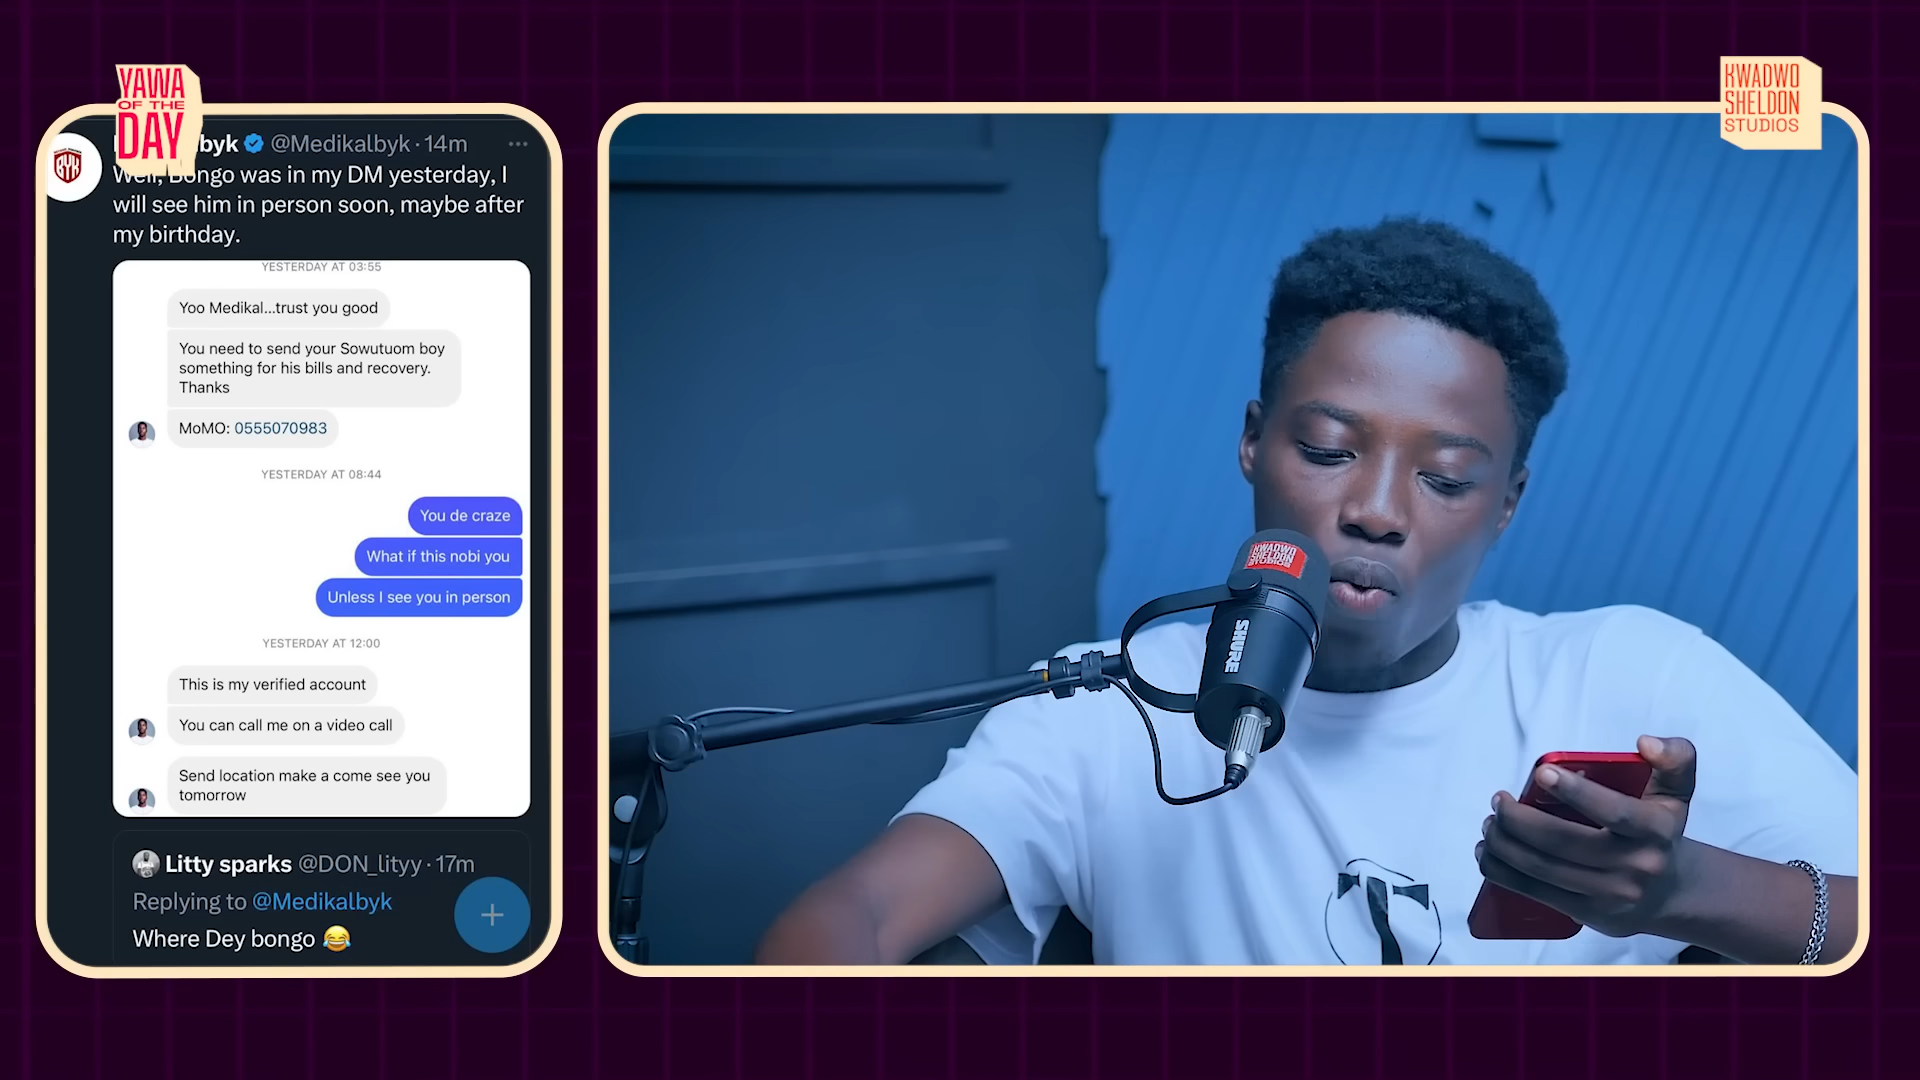 YAWA
OF THE
DAY
byk @Medikalbyk · 14m
Well, Bongo was in my DM yesterday, I
will see him in person soon, maybe after
my birthday.
YESTERDAY AT 03:55
Yoo Medikal...trust you good
You need to send your Sowutuom boy
something for his bills and recovery.
Thanks
MoMO: 0555070983
YESTERDAY AT 08:44
You de craze
What if this nobi you
Unless I see you in person
YESTERDAY AT 12:00
This is my verified account
You can call me on a video call
Send location make a come see you
tomorrow
Litty sparks @DON_lityy · 17m
Replying to @Medikalbyk
Where Dey bongo 😂
KWADWO
SHELDON
STUDIOS
KWADWO
SHELDON
STUDIOS
SHURE